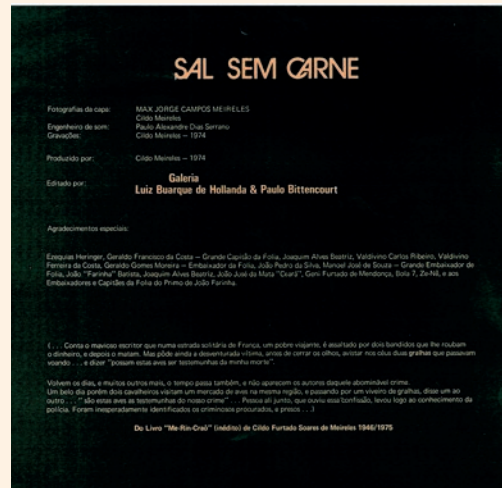 SAL SEM CARNE
Fotografias da capa: MAX JORGE CAMPOS MEIRELES
Cildo Meireles
Engenheiro de som: Paulo Alexandre Dias Serrano
Gravações: Cildo Meireles — 1974
Produzido por: Cildo Meireles — 1974
Editado por: Galeria
Luiz Buarque de Hollanda & Paulo Bittencourt
Agradecimentos especiais:
Ezequias Heringer, Geraldo Francisco da Costa — Grande Capitão da Folia, Joaquim Alves Beatriz, Valdivino Carlos Ribeiro, Valdivino
Ferreira da Costa, Geraldo Gomes Moreira — Embaixador da Folia, João Pedro da Silva, Manoel José de Souza — Grande Embaixador de
Folia, João "Farinha" Batista, Joaquim Alves Beatriz, João José da Mata "Ceará", Geni Furtado de Mendonça, Bola 7, Ze-Nê, e aos
Embaixadores e Capitães da Folia do Primo de João Farinha.
( . . . Conta o mavioso escritor que numa estrada solitária de França, um pobre viajante, é assaltado por dois bandidos que lhe roubam
o dinheiro, e depois o matam. Mas pôde ainda a desventurada vítima, antes de cerrar os olhos, avistar nos céus duas gralhas que passavam
voando . . . e dizer "possam estas aves ser testemunhas da minha morte".
Volvem os dias, e muitos outros mais, o tempo passa também, e não aparecem os autores daquele abominável crime.
Um belo dia porém dois cavalheiros visitam um mercado de aves na mesma região, e passando por um viveiro de gralhas, disse um ao
outro . . . " são estas aves as testemunhas do nosso crime" . . . Pessoa ali junto, que ouviu essa confissão, levou logo ao conhecimento da
polícia. Foram inesperadamente identificados os criminosos procurados, e presos . . .)
Do Livro "Me-Rin-Craô" (inédito) de Cildo Furtado Soares de Meireles 1946/1975